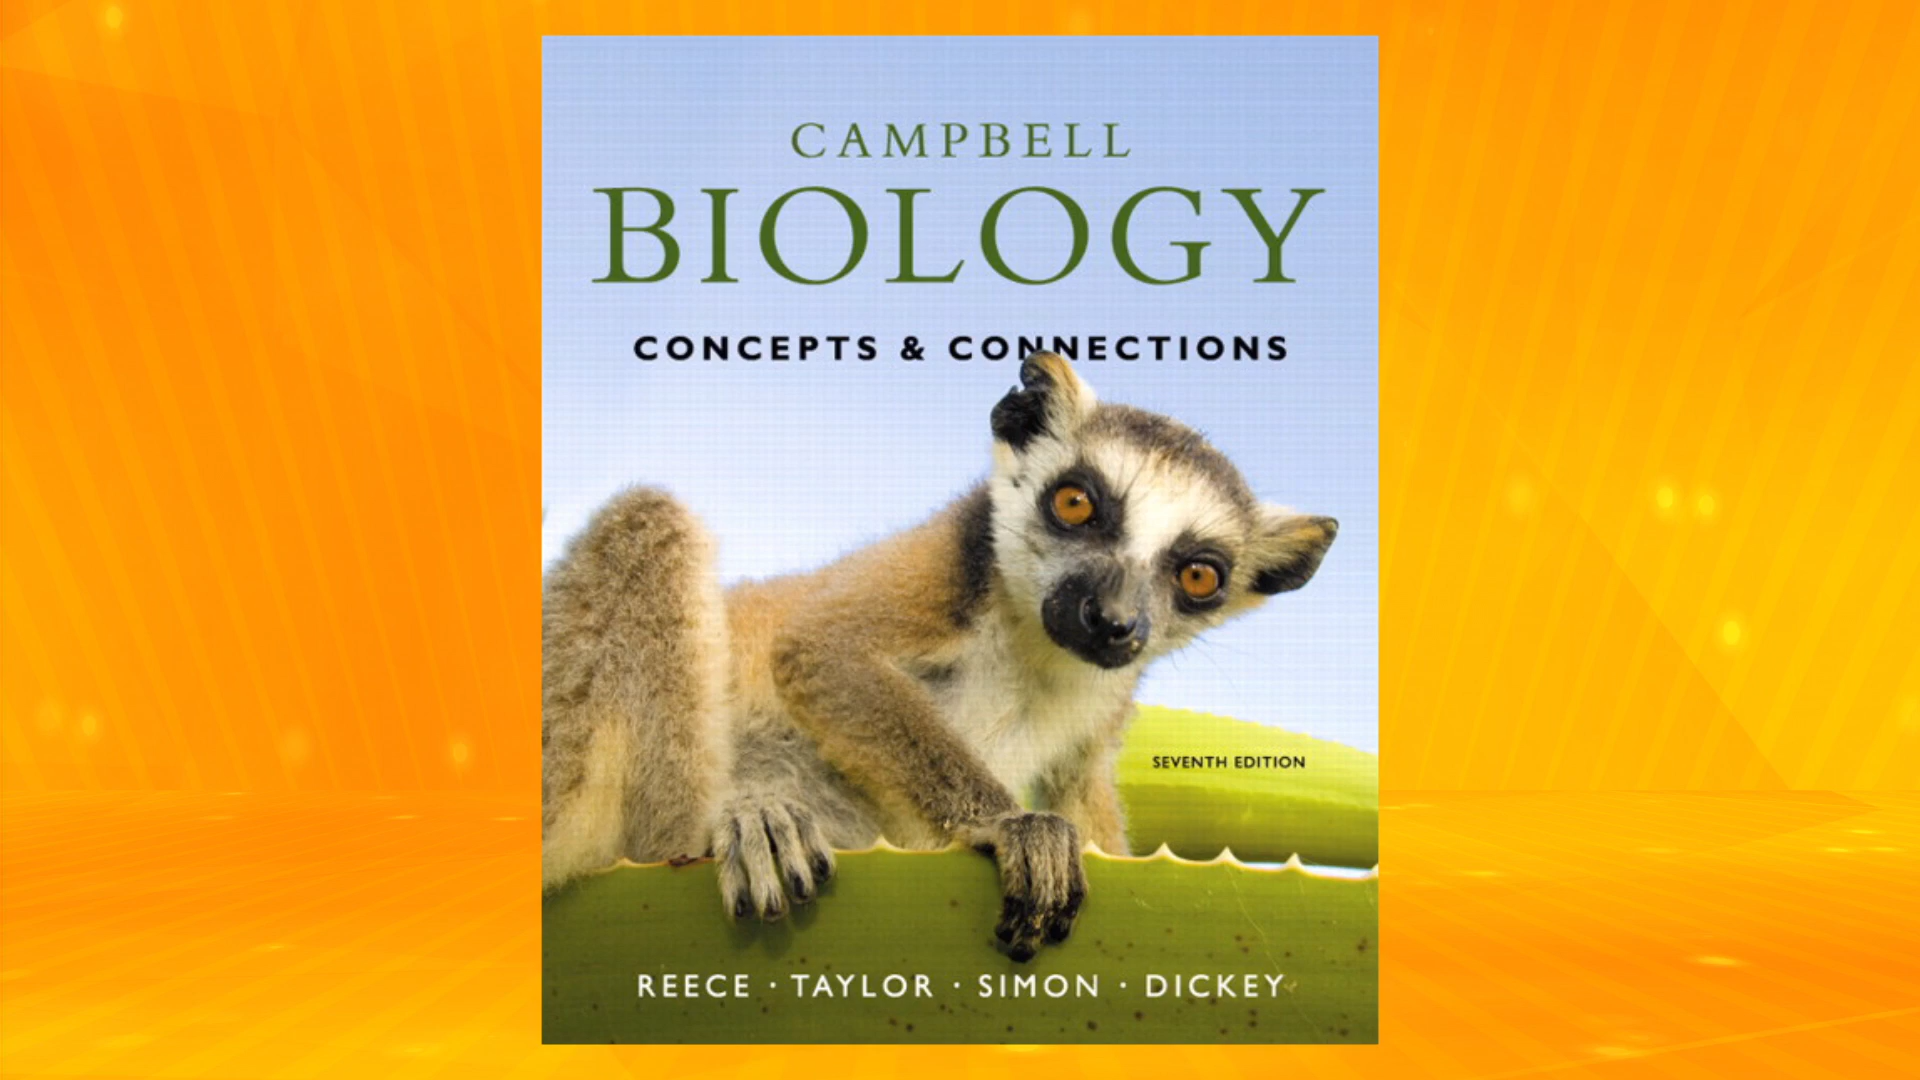 CAMPBELL
BIOLOGY
CONCEPTS & CONNECTIONS
SEVENTH EDITION
REECE · TAYLOR · SIMON · DICKEY